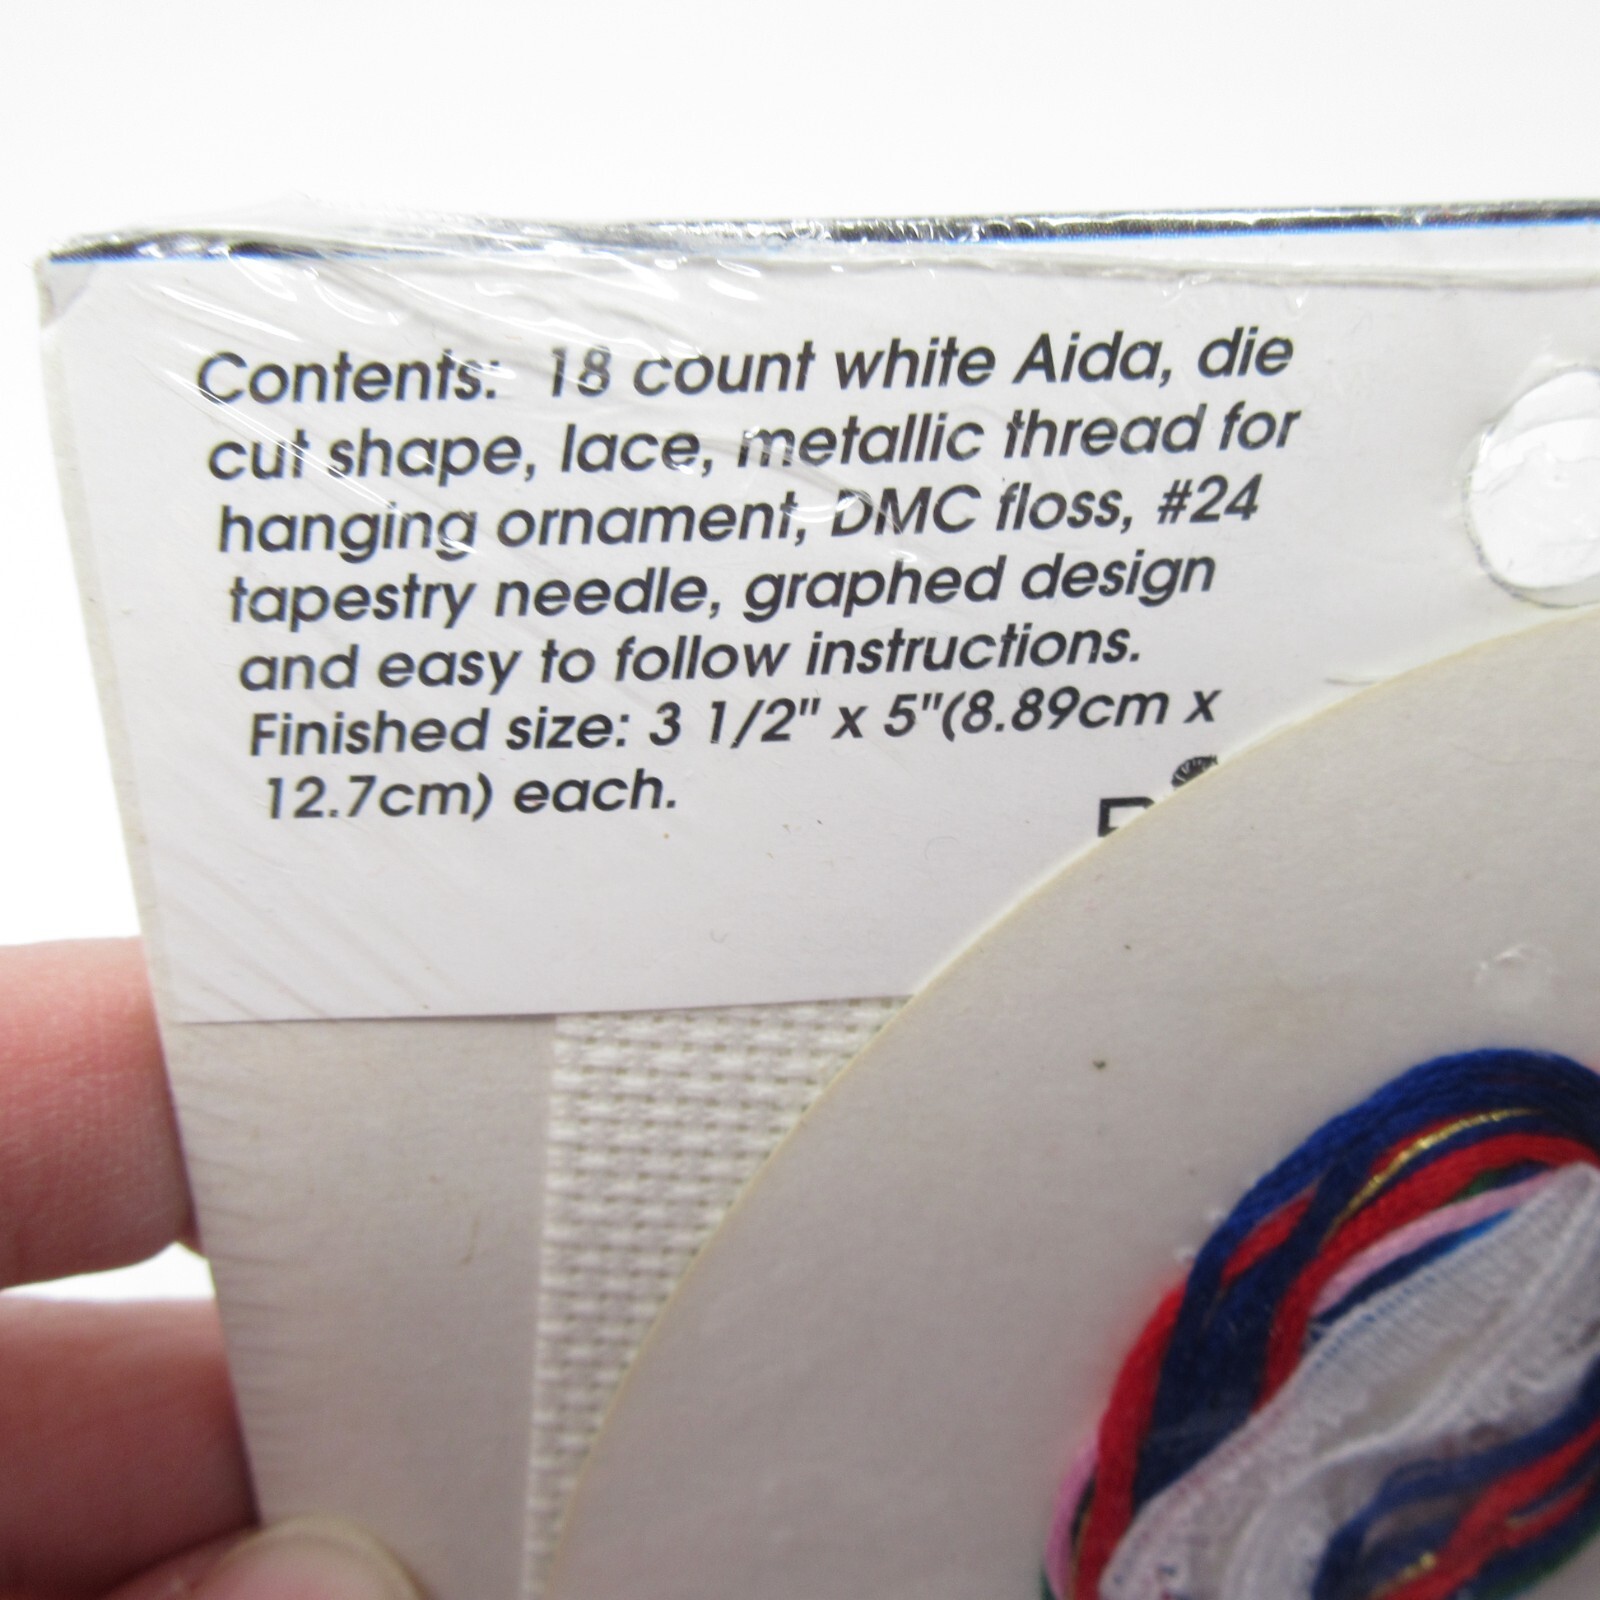 Contents: 18 count white Aida, die
cut shape, lace, metallic thread for
hanging ornament, DMC floss, #24
tapestry needle, graphed design
and easy to follow instructions.
Finished size: 3 1/2" x 5"(8.89cm x
12.7cm) each.